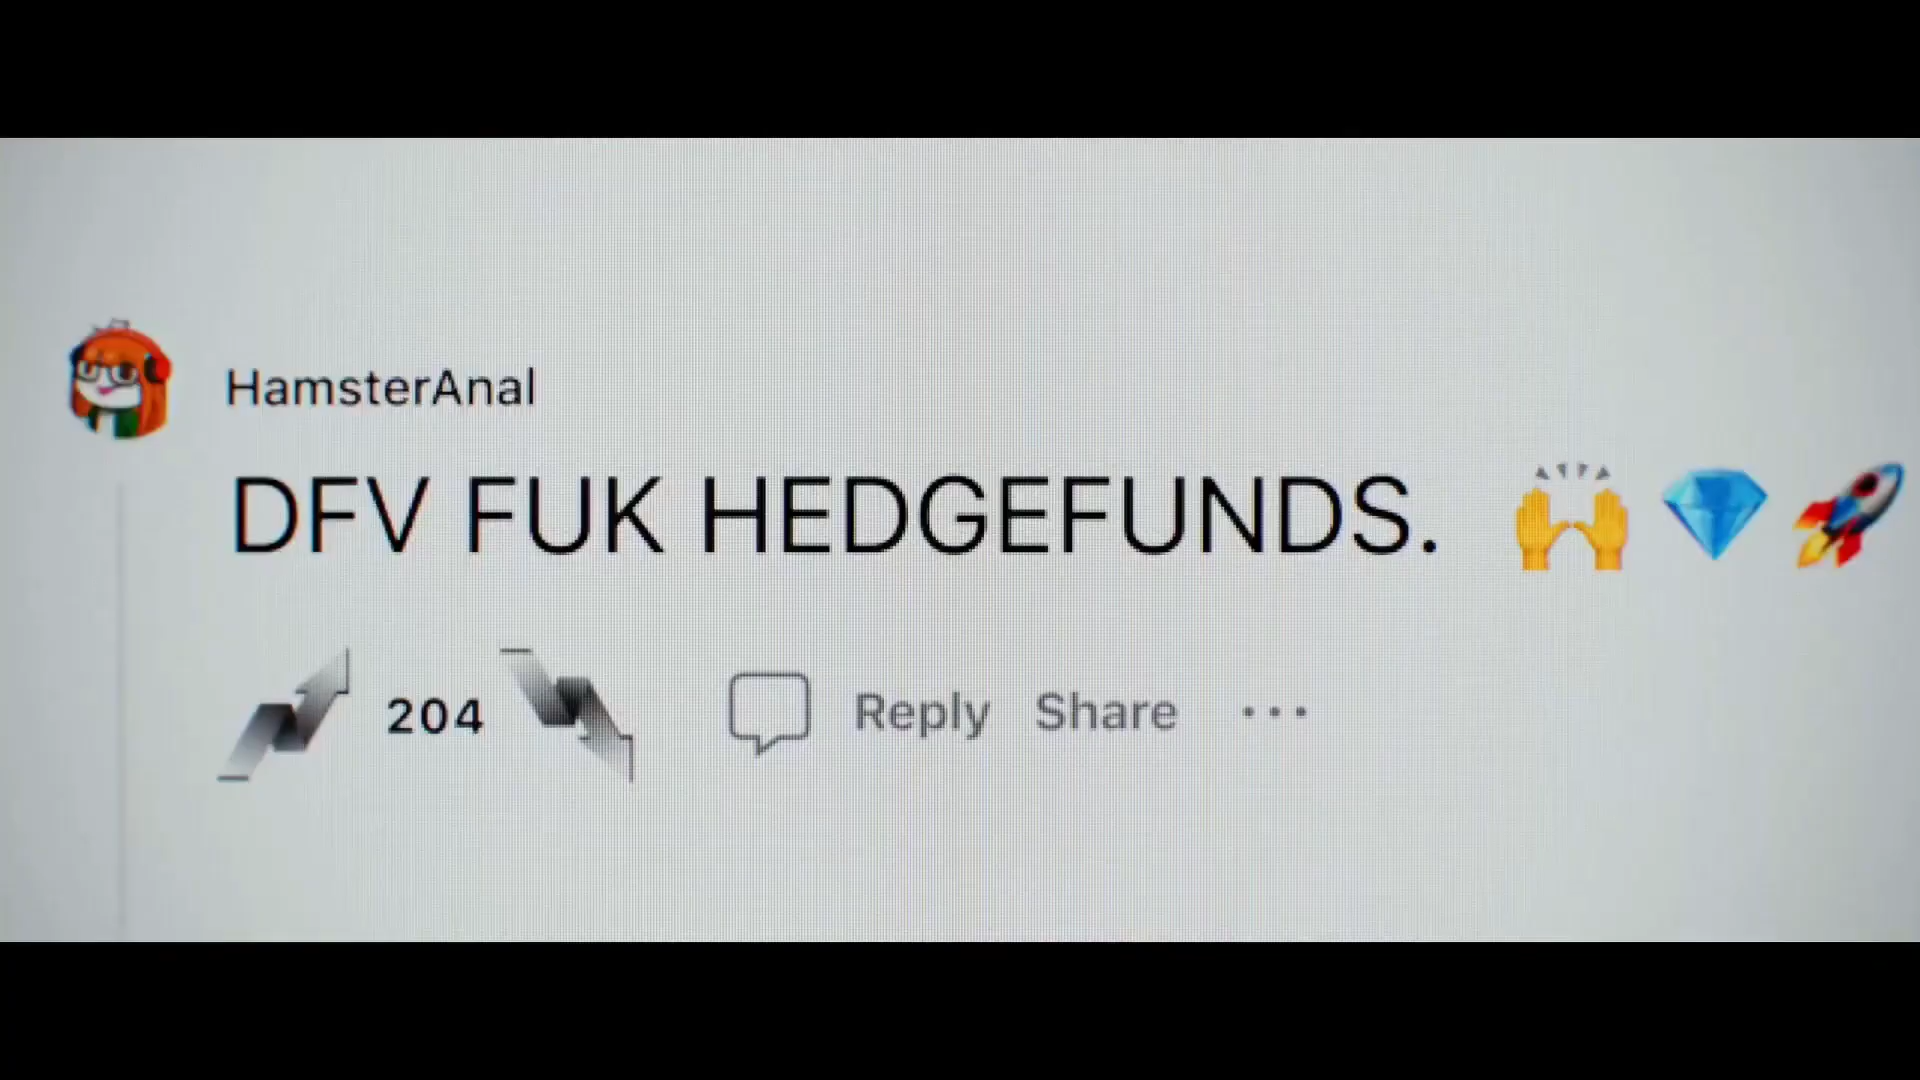 HamsterAnal
DFV FUK HEDGEFUNDS. 🙌 💎 🚀
204 Reply Share ···